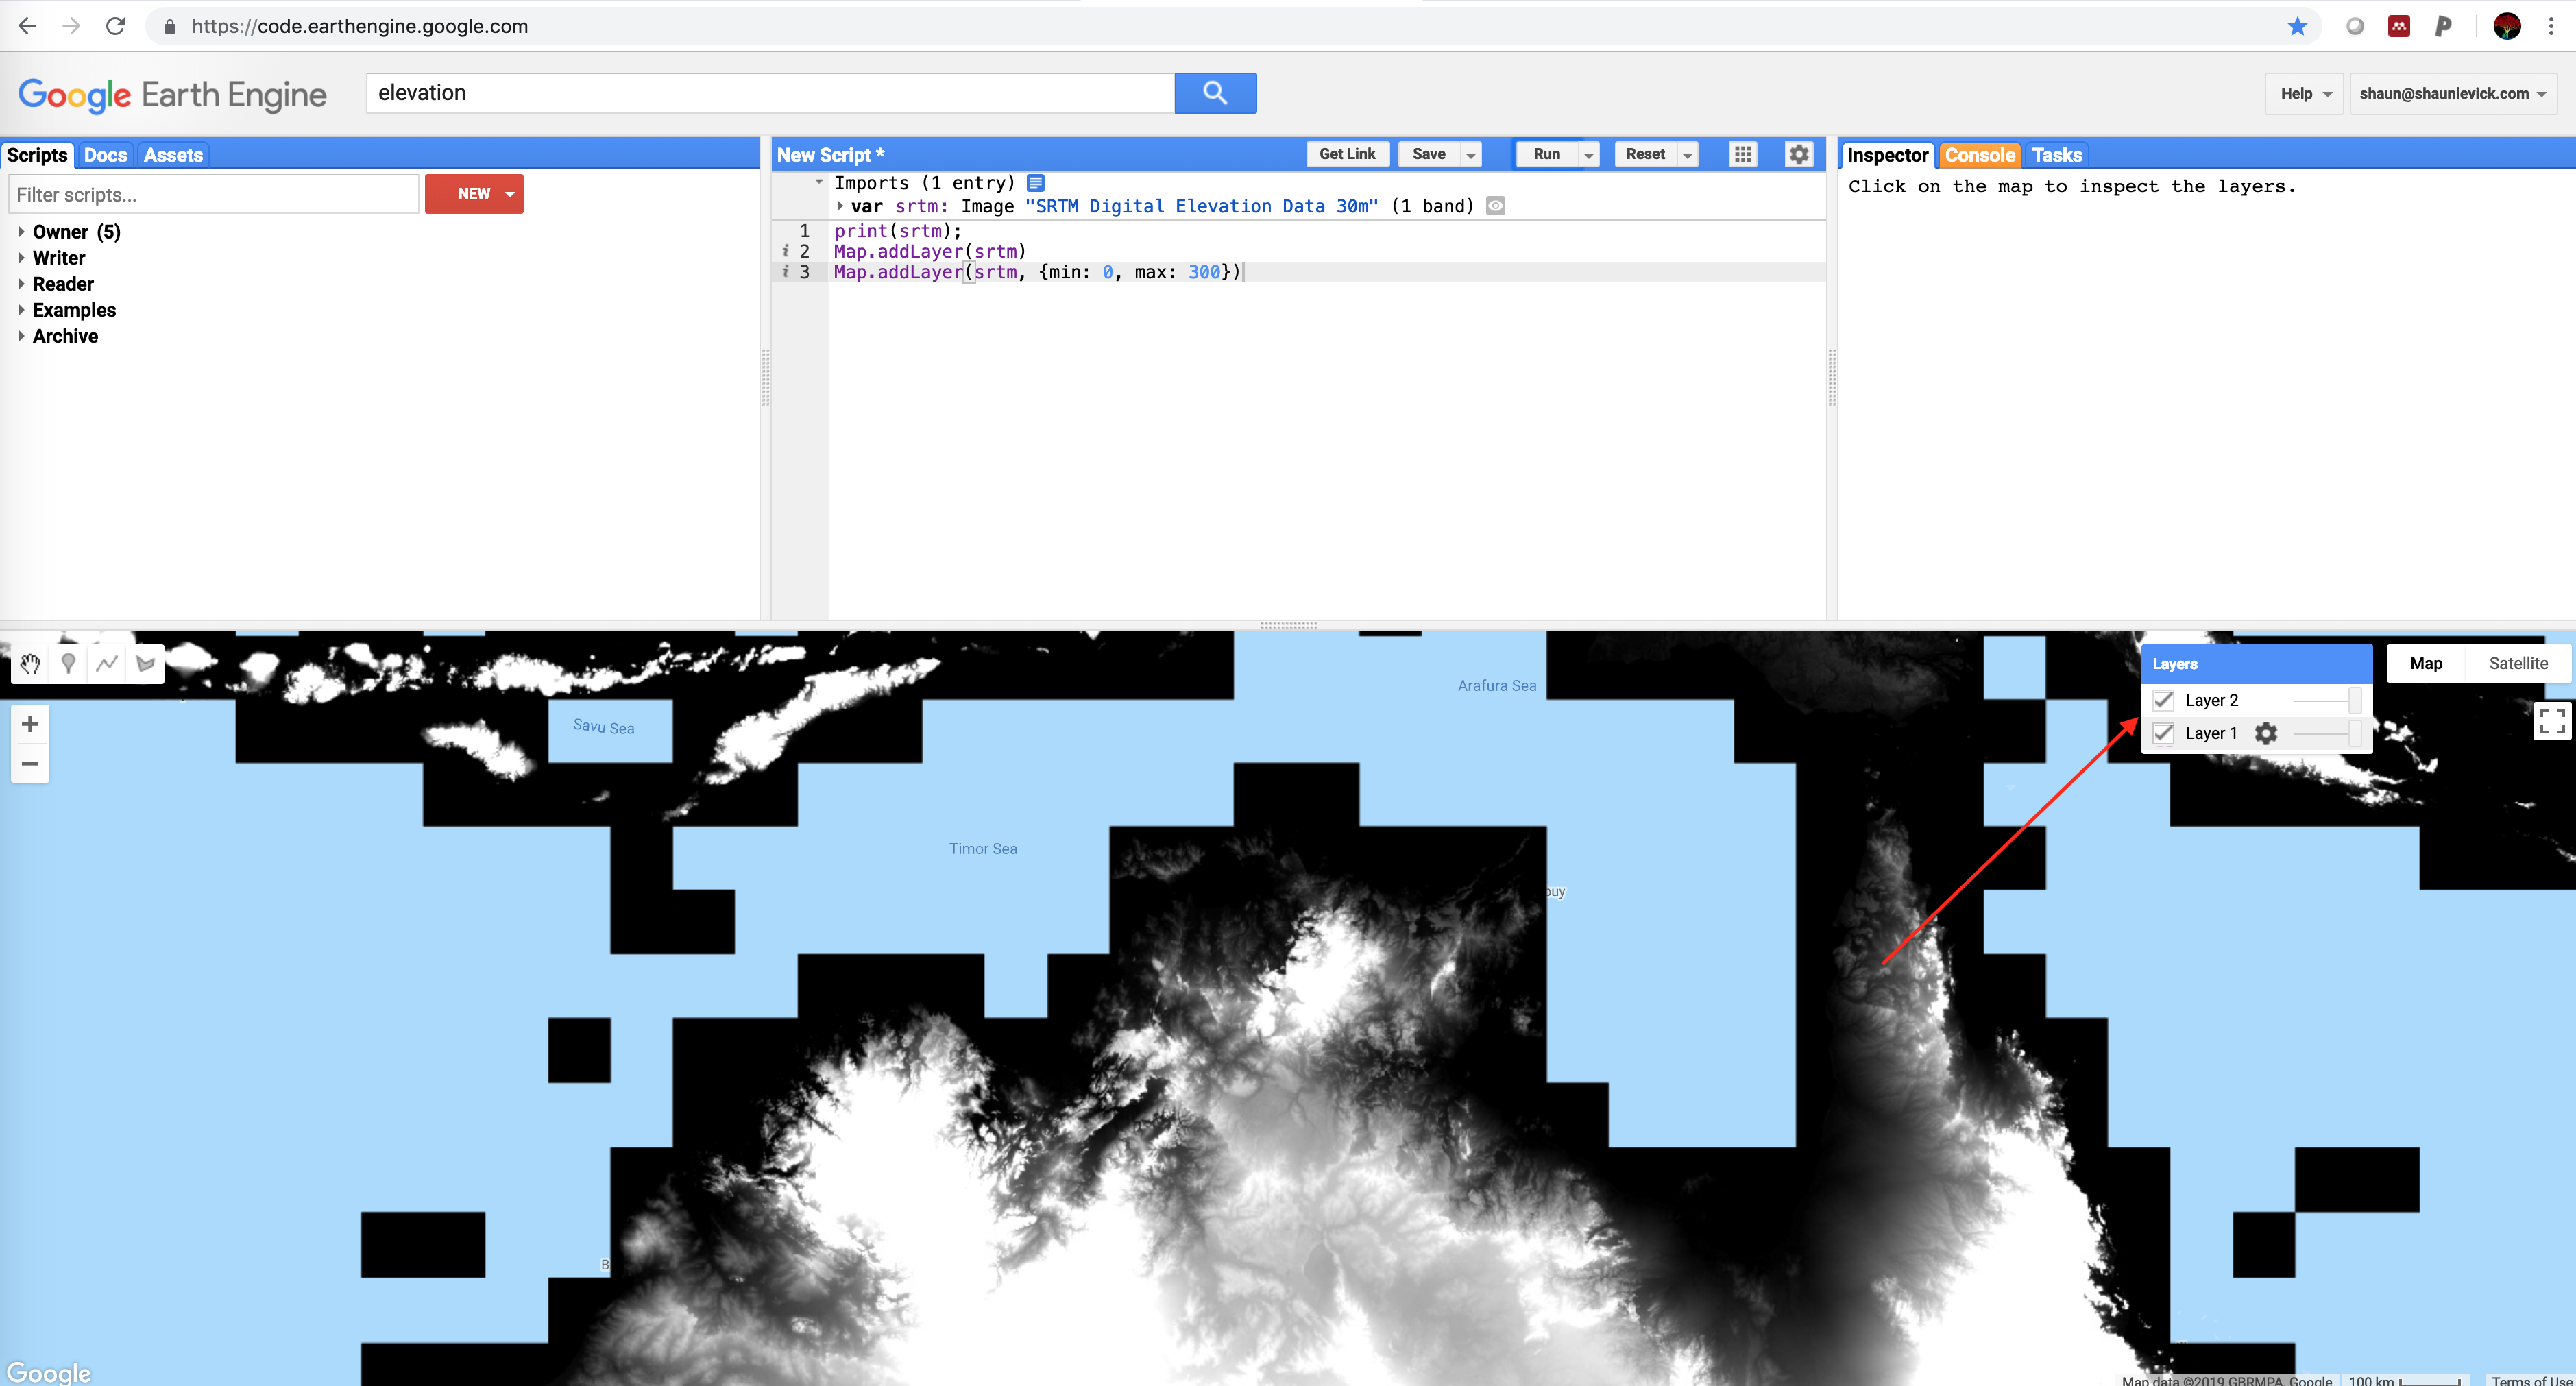 https://code.earthengine.google.com
Google Earth Engine
elevation
Help
shaun@shaunlevick.com
Scripts Docs Assets
Filter scripts...
NEW
Owner (5)
Writer
Reader
Examples
Archive
New Script *
Get Link
Save
Run
Reset
Imports (1 entry)
var srtm: Image "SRTM Digital Elevation Data 30m" (1 band)
1 print(srtm);
i 2 Map.addLayer(srtm)
i 3 Map.addLayer(srtm, {min: 0, max: 300})
Inspector Console Tasks
Click on the map to inspect the layers.
Layers
Layer 2
Layer 1
Map
Satellite
Arafura Sea
Savu Sea
Timor Sea
buy
B
Google
Map data ©2019 GBRMPA, Google
100 km
Terms of Use